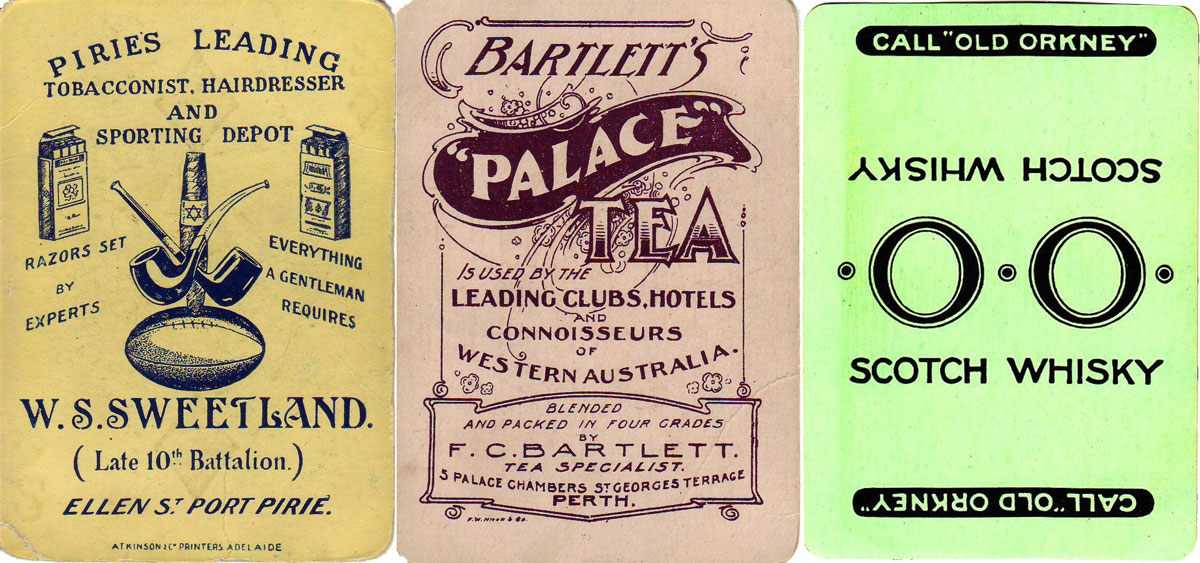 PIRIE'S LEADING
TOBACCONIST, HAIRDRESSER
AND
SPORTING DEPOT
RAZORS SET
BY
EXPERTS
EVERYTHING
A GENTLEMAN
REQUIRES
W. S. SWEETLAND.
(Late 10th Battalion.)
ELLEN ST PORT PIRIE.
ATKINSON & Co PRINTERS ADELAIDE
BARTLETT'S
"PALACE"
TEA
IS USED BY THE
LEADING CLUBS, HOTELS
AND
CONNOISSEURS
OF
WESTERN AUSTRALIA.
BLENDED
AND PACKED IN FOUR GRADES
BY
F. C. BARTLETT.
TEA SPECIALIST.
5 PALACE CHAMBERS ST GEORGES TERRACE
PERTH.
CALL "OLD ORKNEY"
SCOTCH WHISKY
O O
SCOTCH WHISKY
CALL "OLD ORKNEY"